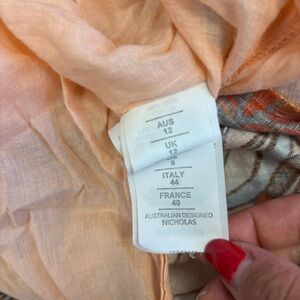 AUS
12
UK
12
8
ITALY
44
FRANCE
40
AUSTRALIAN DESIGNED
NICHOLAS